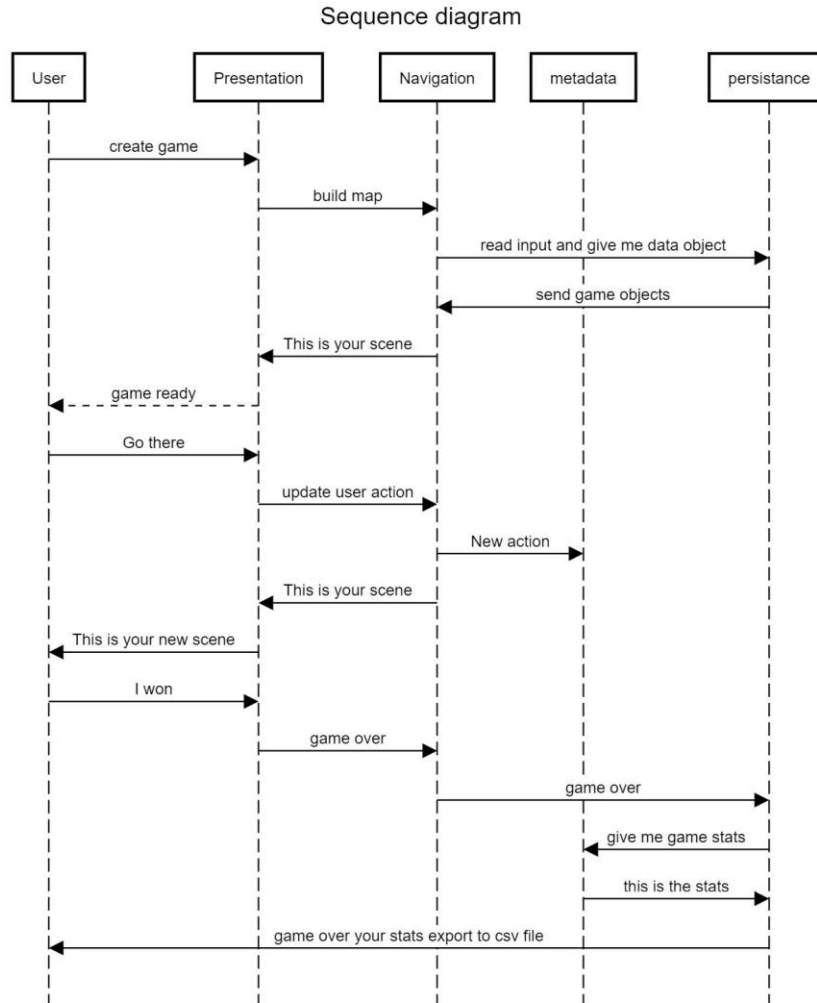 Sequence diagram
User
Presentation
Navigation
metadata
persistance
create game
build map
read input and give me data object
send game objects
This is your scene
game ready
Go there
update user action
New action
This is your scene
This is your new scene
I won
game over
game over
give me game stats
this is the stats
game over your stats export to csv file